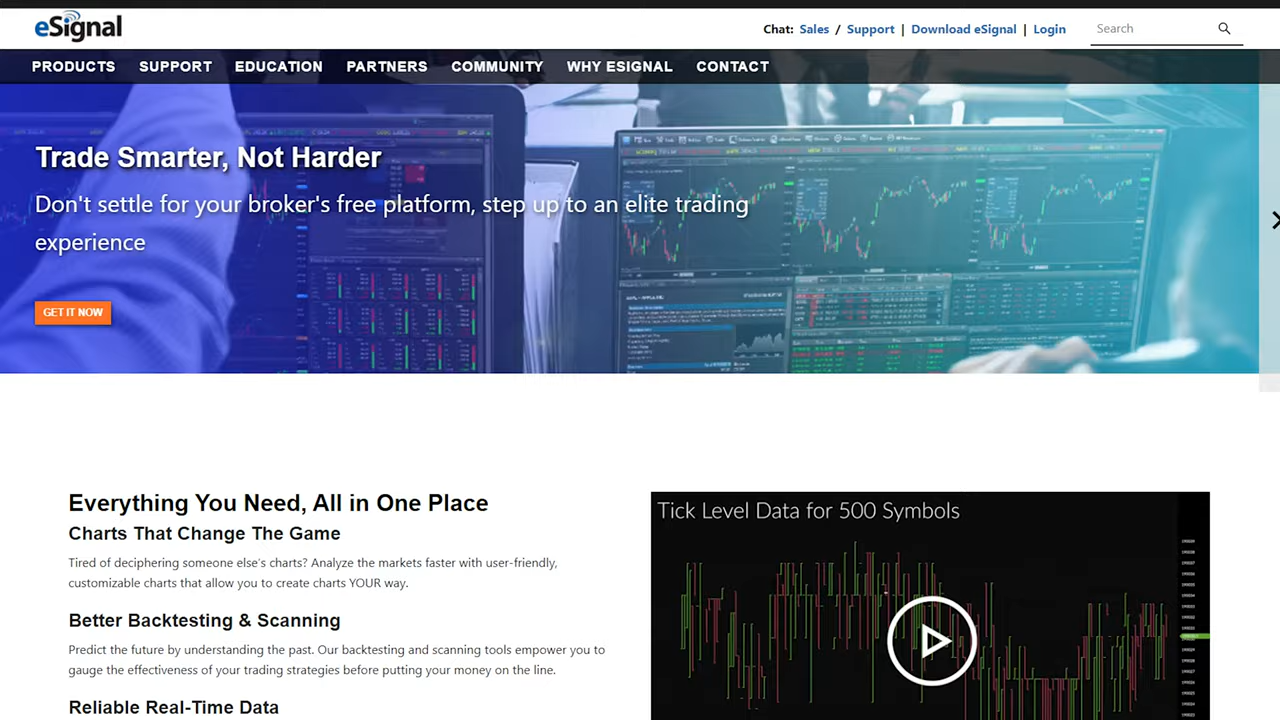 eSignal
Chat: Sales / Support | Download eSignal | Login
Search
PRODUCTS SUPPORT EDUCATION PARTNERS COMMUNITY WHY ESIGNAL CONTACT
Trade Smarter, Not Harder
Don't settle for your broker's free platform, step up to an elite trading
experience
GET IT NOW
Everything You Need, All in One Place
Charts That Change The Game
Tired of deciphering someone else's charts? Analyze the markets faster with user-friendly,
customizable charts that allow you to create charts YOUR way.
Better Backtesting & Scanning
Predict the future by understanding the past. Our backtesting and scanning tools empower you to
gauge the effectiveness of your trading strategies before putting your money on the line.
Reliable Real-Time Data
Tick Level Data for 500 Symbols